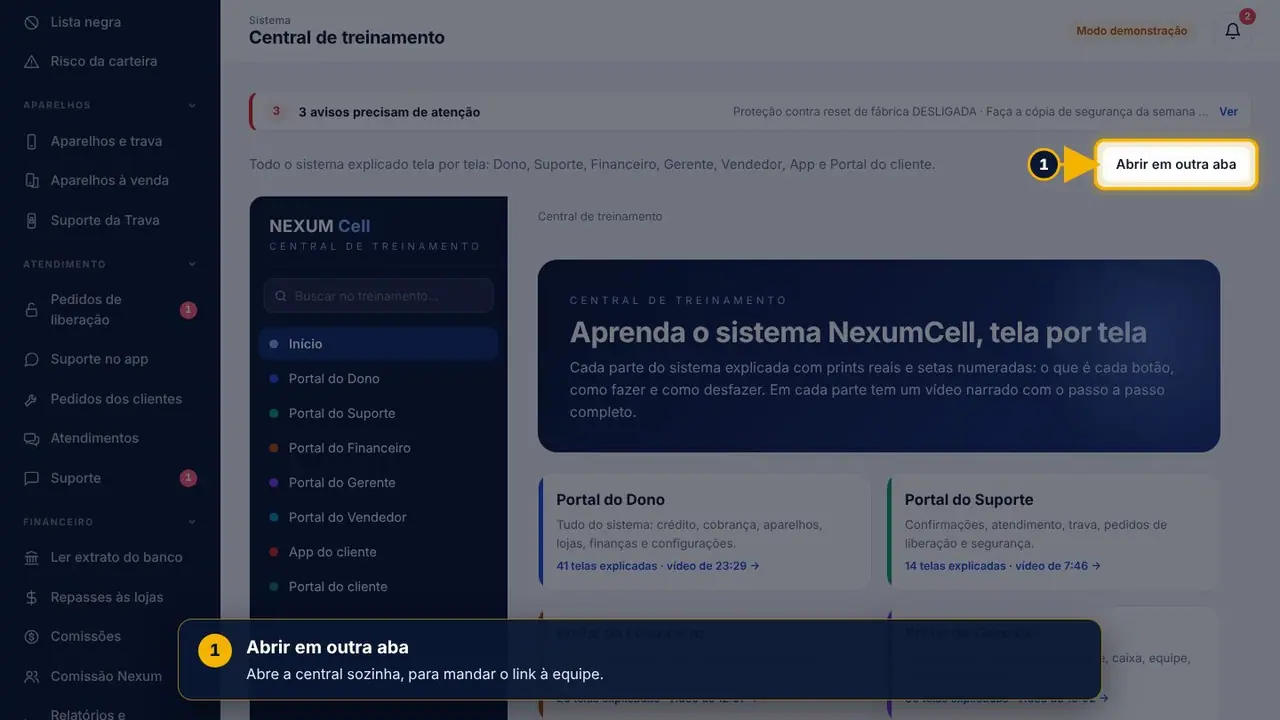 Lista negra
Risco da carteira
APARELHOS
Aparelhos e trava
Aparelhos à venda
Suporte da Trava
ATENDIMENTO
Pedidos de
liberação
1
Suporte no app
Pedidos dos clientes
Atendimentos
Suporte
1
FINANCEIRO
Ler extrato do banco
Repasses às lojas
Comissões
Comissão Nexum
Relatórios e
Sistema
Central de treinamento
Modo demonstração
2
3
3 avisos precisam de atenção
Proteção contra reset de fábrica DESLIGADA · Faça a cópia de segurança da semana ...
Ver
Todo o sistema explicado tela por tela: Dono, Suporte, Financeiro, Gerente, Vendedor, App e Portal do cliente.
1
Abrir em outra aba
NEXUM Cell
CENTRAL DE TREINAMENTO
Buscar no treinamento...
Início
Portal do Dono
Portal do Suporte
Portal do Financeiro
Portal do Gerente
Portal do Vendedor
App do cliente
Portal do cliente
Central de treinamento
CENTRAL DE TREINAMENTO
Aprenda o sistema NexumCell, tela por tela
Cada parte do sistema explicada com prints reais e setas numeradas: o que é cada botão,
como fazer e como desfazer. Em cada parte tem um vídeo narrado com o passo a passo
completo.
Portal do Dono
Tudo do sistema: crédito, cobrança, aparelhos,
lojas, finanças e configurações.
41 telas explicadas · vídeo de 23:29 →
Portal do Suporte
Confirmações, atendimento, trava, pedidos de
liberação e segurança.
14 telas explicadas · vídeo de 7:46 →
caixa, equipe,
1
Abrir em outra aba
Abre a central sozinha, para mandar o link à equipe.